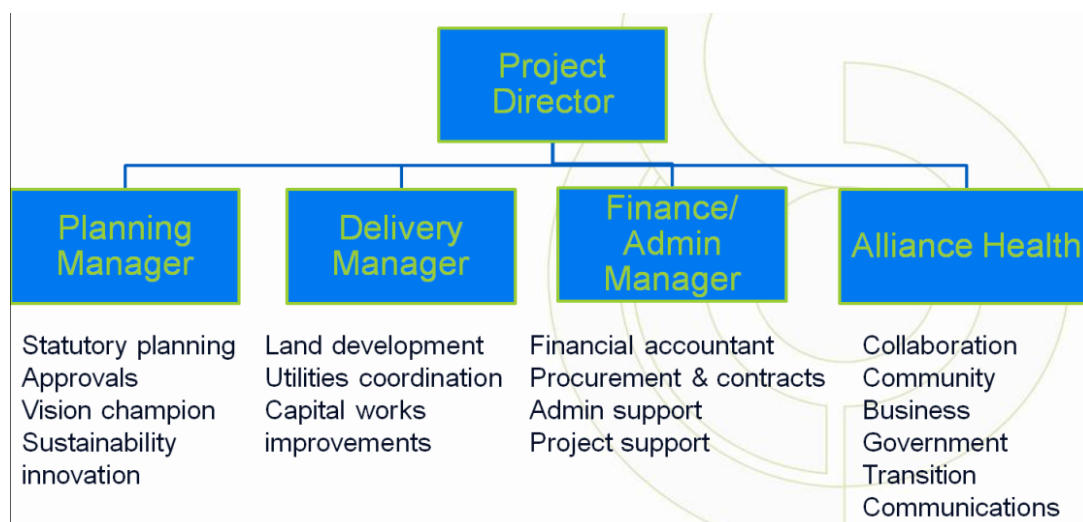 Project
Director
Planning
Manager
Delivery
Manager
Finance/
Admin
Manager
Alliance Health
Statutory planning
Approvals
Vision champion
Sustainability
innovation
Land development
Utilities coordination
Capital works
improvements
Financial accountant
Procurement & contracts
Admin support
Project support
Collaboration
Community
Business
Government
Transition
Communications